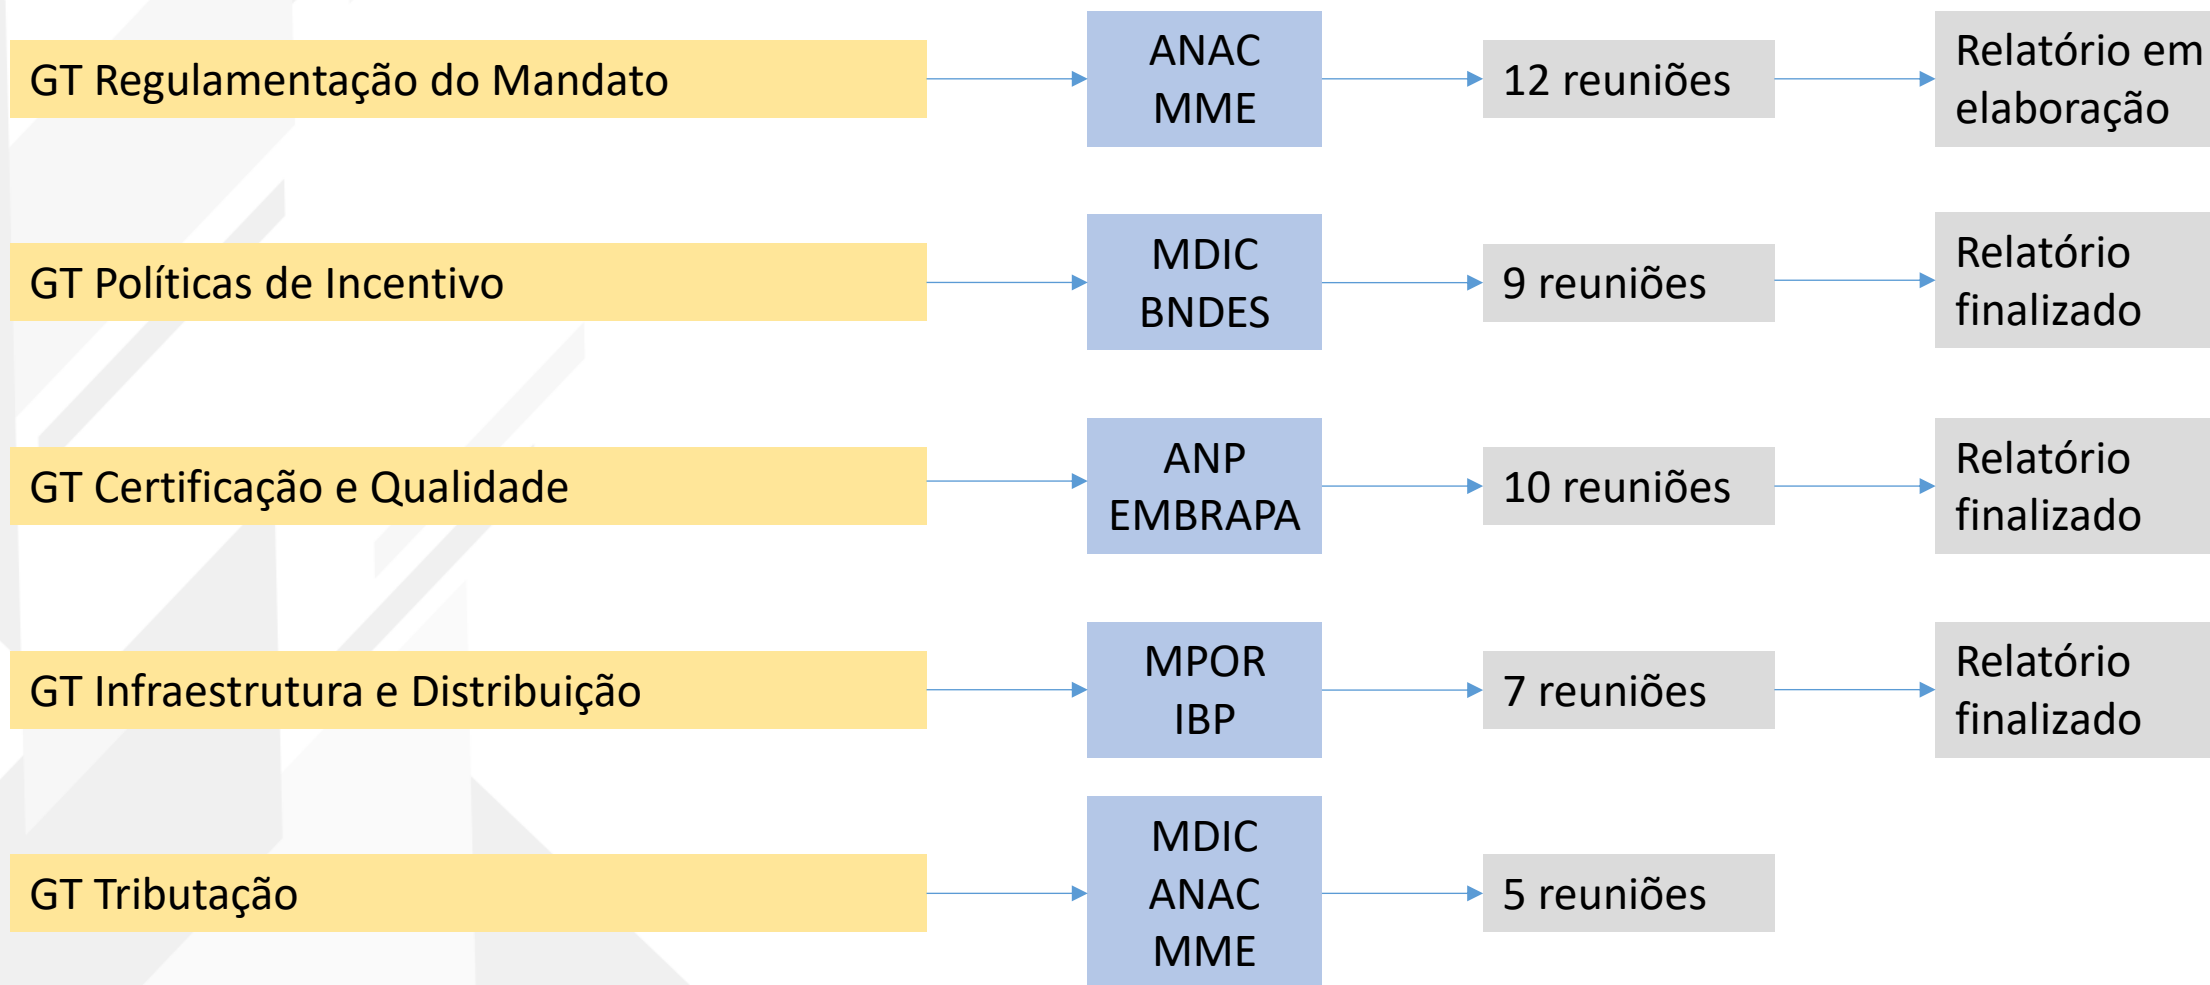 GT Regulamentação do Mandato
ANAC
MME
12 reuniões
Relatório em
elaboração
GT Políticas de Incentivo
MDIC
BNDES
9 reuniões
Relatório
finalizado
GT Certificação e Qualidade
ANP
EMBRAPA
10 reuniões
Relatório
finalizado
GT Infraestrutura e Distribuição
MPOR
IBP
7 reuniões
Relatório
finalizado
GT Tributação
MDIC
ANAC
MME
5 reuniões